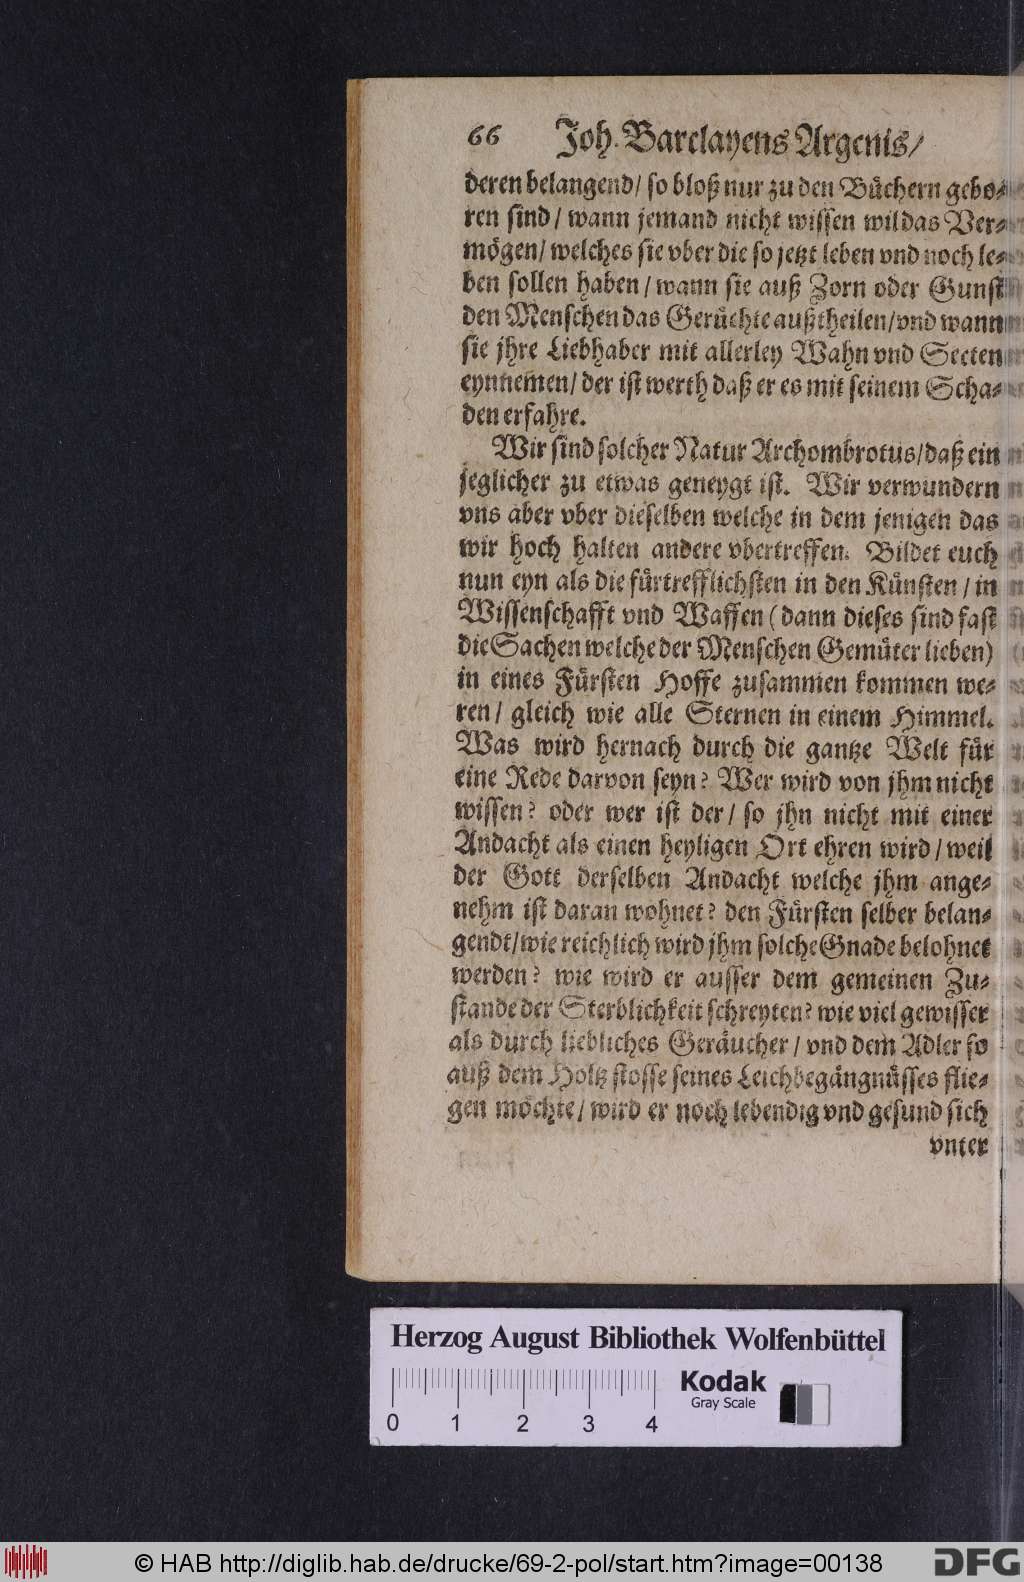 66 Joh. Barclayens Argenis/
deren belangend/ so bloß nur zu den Büchern gebo-
ren sind/ wann jemand nicht wissen wil das Ver-
mögen/ welches sie vber die so jetzt leben vnd noch le-
ben sollen haben/ wann sie auß Zorn oder Gunst
den Menschen das Gerüchte außtheilen/ vnd wann
sie jhre Liebhaber mit allerley Wahn vnd Secten
eynnemen/ der ist werth daß er es mit seinem Scha-
den erfahre.
Wir sind solcher Natur Archombrotus/ daß ein
jeglicher zu etwas geneygt ist. Wir verwundern
vns aber vber dieselben welche in dem jenigen das
wir hoch halten andere vbertreffen. Bildet euch
nun eyn als die fürtrefflichsten in den Künsten/ in
Wissenschafft vnd Waffen (dann dieses sind fast
die Sachen welche der Menschen Gemüter lieben)
in eines Fürsten Hoffe zusammen kommen we-
ren/ gleich wie alle Sternen in einem Himmel.
Was wird hernach durch die gantze Welt für
eine Rede darvon seyn? Wer wird von jhm nicht
wissen? oder wer ist der/ so jhn nicht mit einer
Andacht als einen heyligen Ort ehren wird/ weil
der Gott derselben Andacht welche jhm ange-
nehm ist daran wohnet? den Fürsten selber belan-
gendt/ wie reichlich wird jhm solche Gnade belohnet
werden? wie wird er ausser dem gemeinen Zu-
stande der Sterblichkeit schreyten? wie viel gewisser
als durch liebliches Geräucher/ vnd dem Adler so
auß dem Holtz stosse seines Leichbegängnüsses flie-
gen möchte/ wird er noch lebendig vnd gesund sich
vnter
Herzog August Bibliothek Wolfenbüttel
Kodak
Gray Scale
0 1 2 3 4
© HAB http://diglib.hab.de/drucke/69-2-pol/start.htm?image=00138
DFG